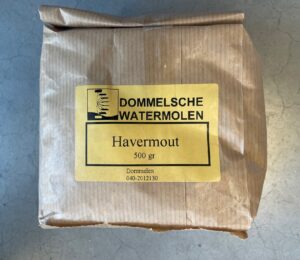 DOMMELSCHE
WATERMOLEN
Havermout
500 gr
Dommelen
040-2012130